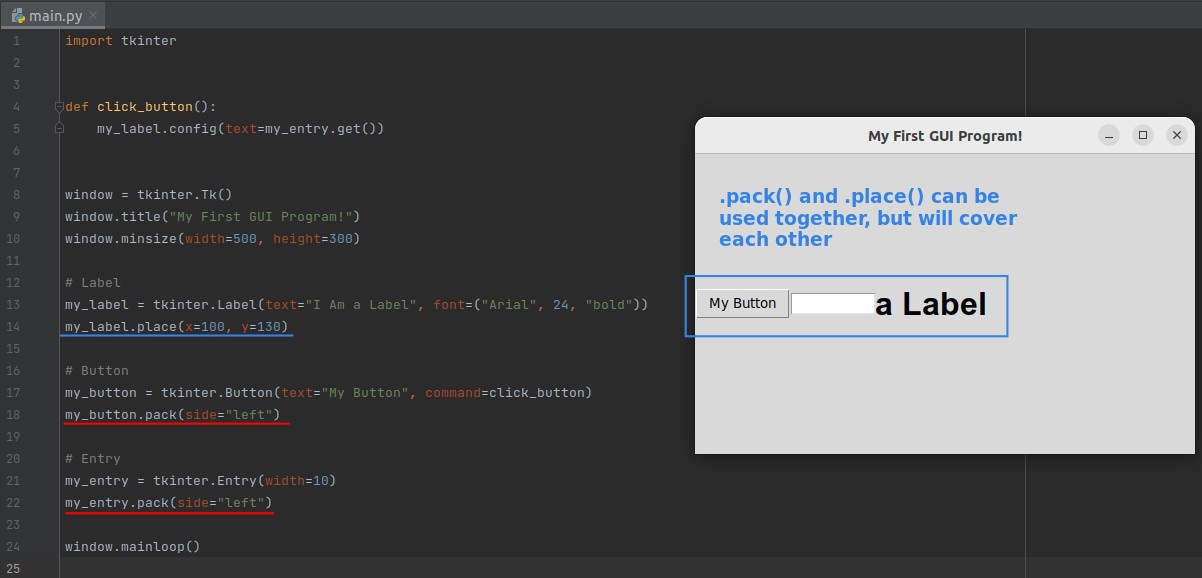 main.py
1 import tkinter
2
3
4 def click_button():
5     my_label.config(text=my_entry.get())
6
7
8 window = tkinter.Tk()
9 window.title("My First GUI Program!")
10 window.minsize(width=500, height=300)
11
12 # Label
13 my_label = tkinter.Label(text="I Am a Label", font=("Arial", 24, "bold"))
14 my_label.place(x=100, y=130)
15
16 # Button
17 my_button = tkinter.Button(text="My Button", command=click_button)
18 my_button.pack(side="left")
19
20 # Entry
21 my_entry = tkinter.Entry(width=10)
22 my_entry.pack(side="left")
23
24 window.mainloop()
25
My First GUI Program!
.pack() and .place() can be
used together, but will cover
each other
My Button a Label